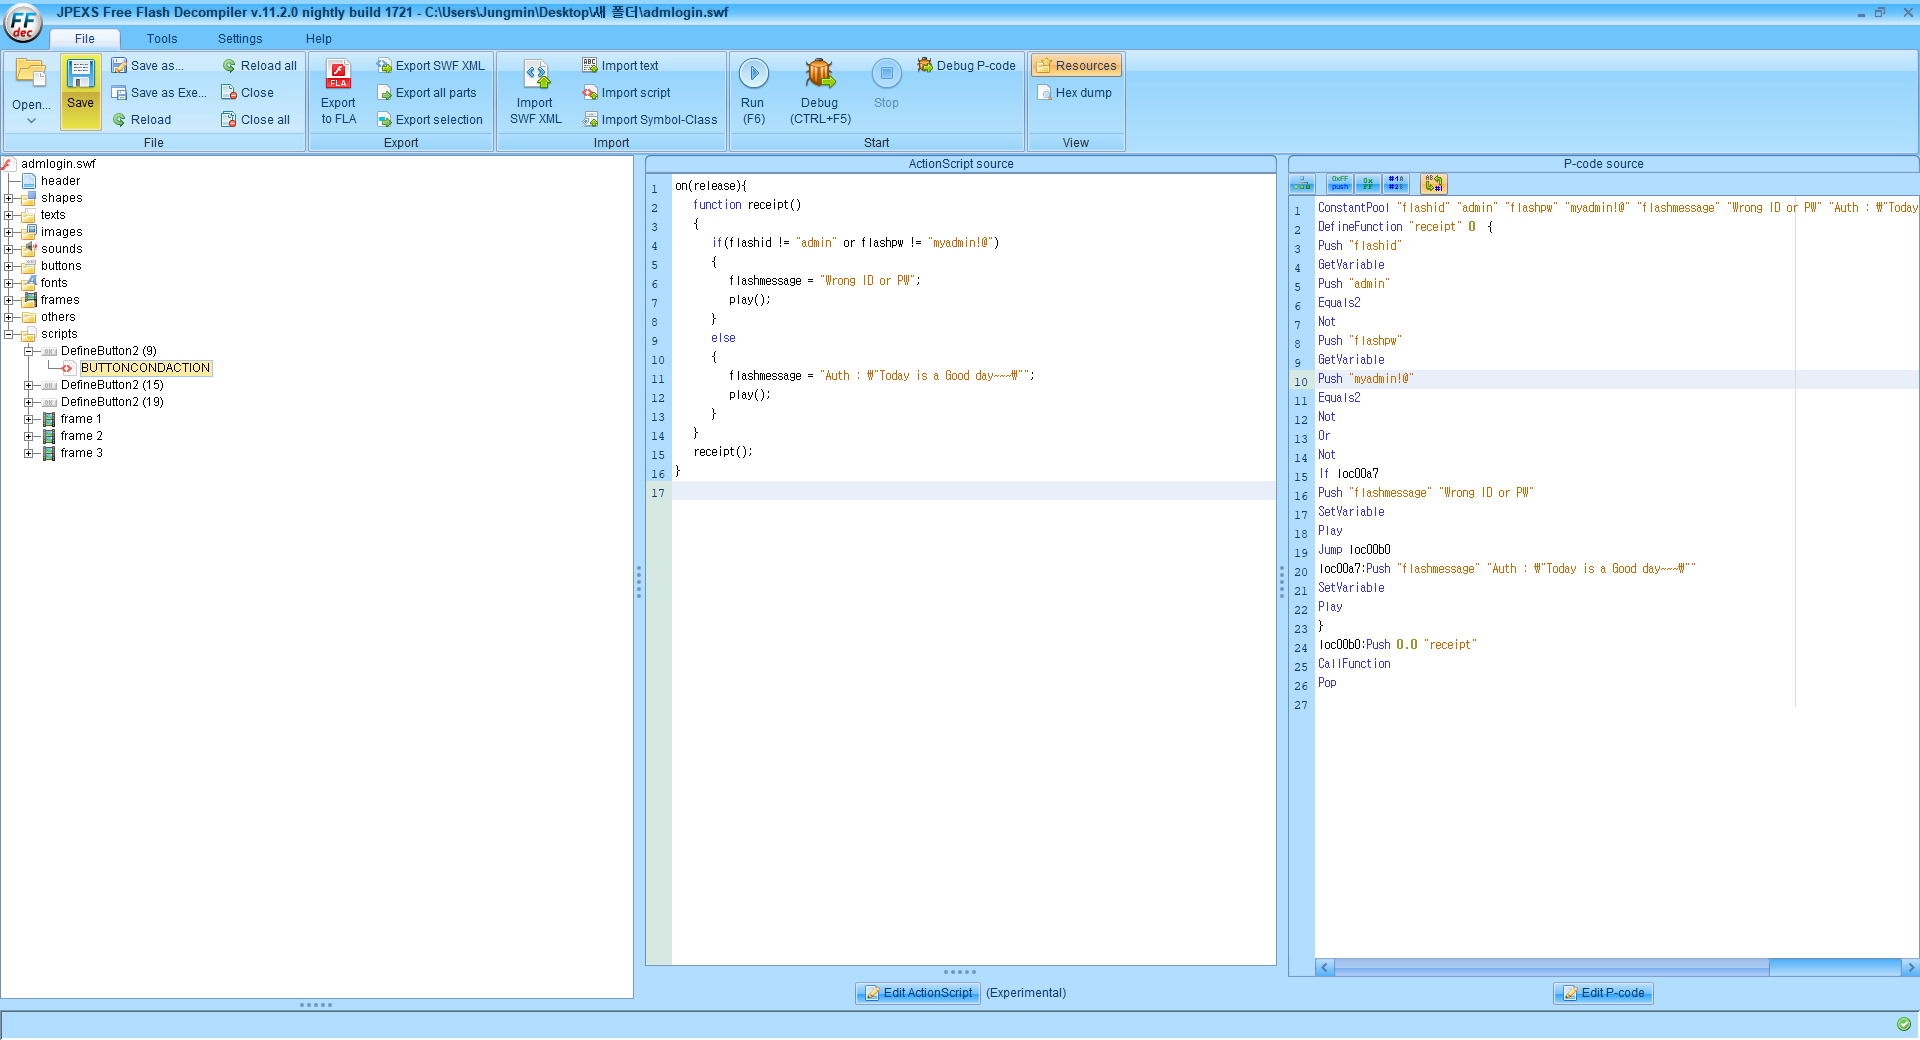 JPEXS Free Flash Decompiler v.11.2.0 nightly build 1721 - C:\Users\Jungmin\Desktop\새 폴더\admlogin.swf
FF
dec
File Tools Settings Help
Open...
Save
Save as...
Save as Exe...
Reload
Reload all
Close
Close all
File
FLA
Export
to FLA
Export SWF XML
Export all parts
Export selection
Export
Import
SWF XML
Import text
Import script
Import Symbol-Class
Import
Run
(F6)
Debug
(CTRL+F5)
Stop
Debug P-code
Start
Resources
Hex dump
View
admlogin.swf
header
shapes
texts
images
sounds
buttons
fonts
frames
others
scripts
DefineButton2 (9)
BUTTONCONDACTION
DefineButton2 (15)
DefineButton2 (19)
frame 1
frame 2
frame 3
ActionScript source
1 on(release){
2 function receipt()
3 {
4 if(flashid != "admin" or flashpw != "myadmin!@")
5 {
6 flashmessage = "Wrong ID or PW";
7 play();
8 }
9 else
10 {
11 flashmessage = "Auth : ₩"Today is a Good day~~~₩"";
12 play();
13 }
14 }
15 receipt();
16 }
17
Edit ActionScript (Experimental)
P-code source
1 ConstantPool "flashid" "admin" "flashpw" "myadmin!@" "flashmessage" "Wrong ID or PW" "Auth : ₩"Today
2 DefineFunction "receipt" 0 {
3 Push "flashid"
4 GetVariable
5 Push "admin"
6 Equals2
7 Not
8 Push "flashpw"
9 GetVariable
10 Push "myadmin!@"
11 Equals2
12 Not
13 Or
14 Not
15 If loc00a7
16 Push "flashmessage" "Wrong ID or PW"
17 SetVariable
18 Play
19 Jump loc00b0
20 loc00a7:Push "flashmessage" "Auth : ₩"Today is a Good day~~~₩""
21 SetVariable
22 Play
23 }
24 loc00b0:Push 0.0 "receipt"
25 CallFunction
26 Pop
27
Edit P-code